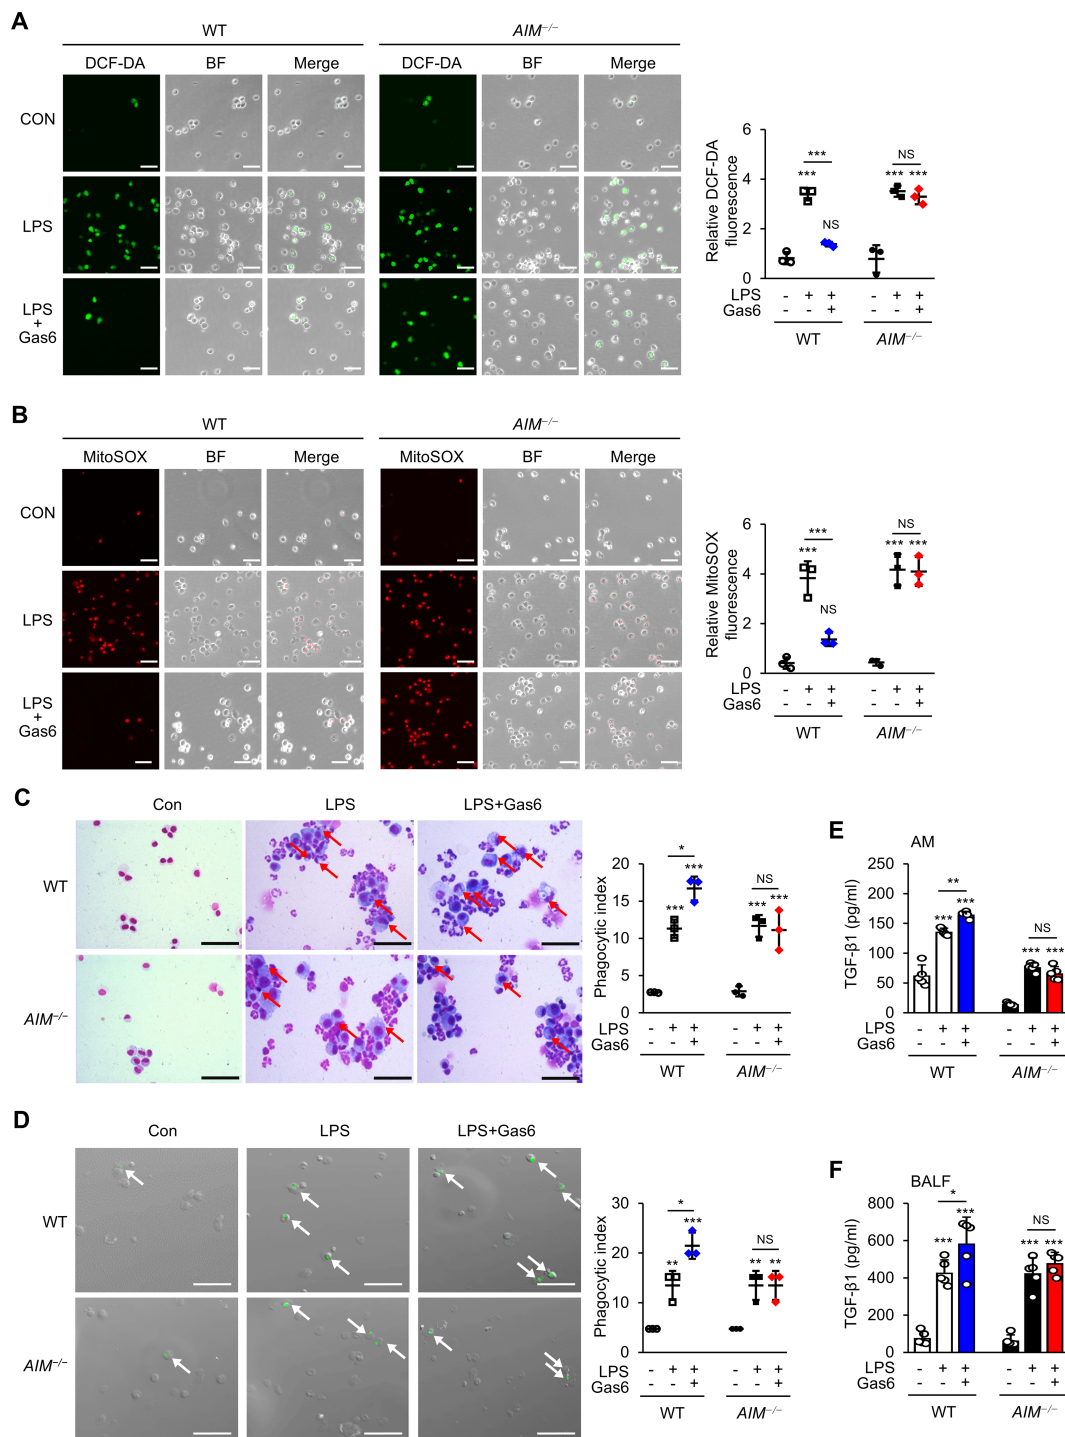 A
WT
AIM−/−
DCF-DA BF Merge DCF-DA BF Merge
CON
LPS
LPS
+
Gas6
Relative DCF-DA
fluorescence
6
4
2
0
***
***
NS
NS
*** ***
LPS - + + - + +
Gas6 - - + - - +
WT AIM−/−
B
WT
AIM−/−
MitoSOX BF Merge MitoSOX BF Merge
CON
LPS
LPS
+
Gas6
Relative MitoSOX
fluorescence
6
4
2
0
***
***
NS
NS
*** ***
LPS - + + - + +
Gas6 - - + - - +
WT AIM−/−
C
Con LPS LPS+Gas6
WT
AIM−/−
Phagocytic index
20
15
10
5
0
*
***
***
NS
*** ***
LPS - + + - + +
Gas6 - - + - - +
WT AIM−/−
D
Con LPS LPS+Gas6
WT
AIM−/−
Phagocytic index
30
20
10
0
*
***
**
NS
** **
LPS - + + - + +
Gas6 - - + - - +
WT AIM−/−
E
AM
TGF-β1 (pg/ml)
250
200
150
100
50
0
**
*** ***
NS
*** ***
LPS - + + - + +
Gas6 - - + - - +
WT AIM−/−
F
BALF
TGF-β1 (pg/ml)
800
600
400
200
0
*
***
***
NS
*** ***
LPS - + + - + +
Gas6 - - + - - +
WT AIM−/−